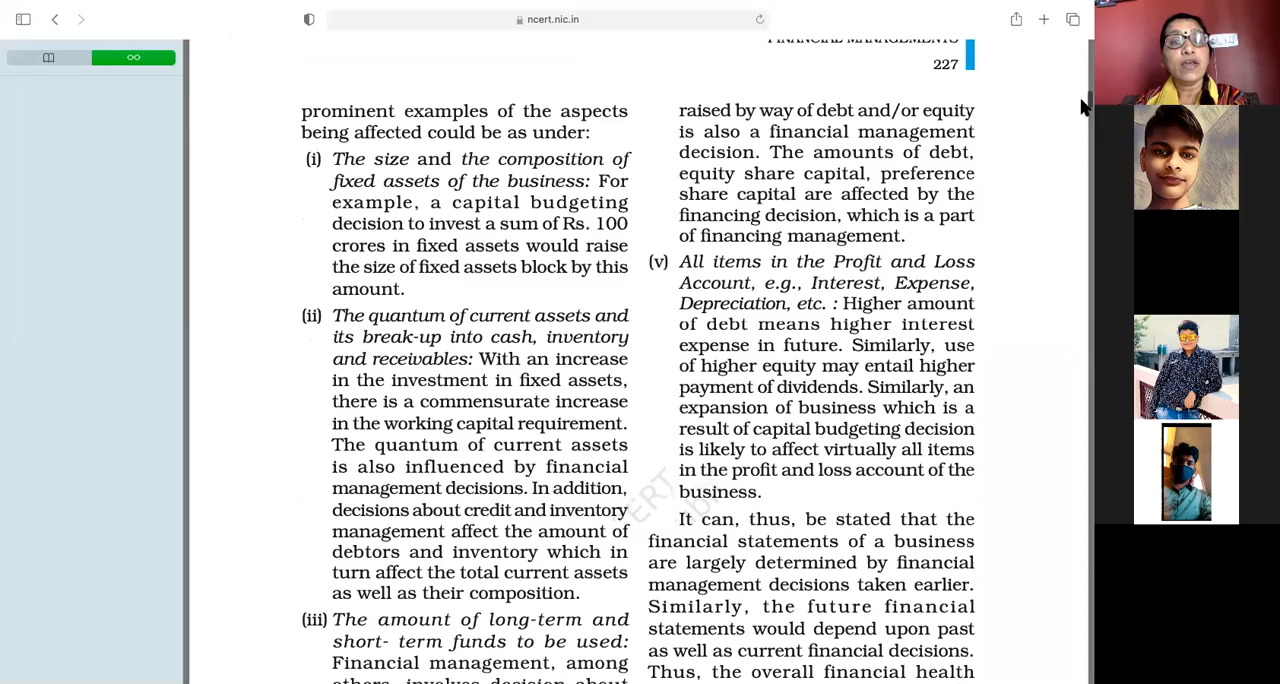 ncert.nic.in
FINANCIAL MANAGEMENTS
227
prominent examples of the aspects
being affected could be as under:
(i) The size and the composition of
fixed assets of the business: For
example, a capital budgeting
decision to invest a sum of Rs. 100
crores in fixed assets would raise
the size of fixed assets block by this
amount.
(ii) The quantum of current assets and
its break-up into cash, inventory
and receivables: With an increase
in the investment in fixed assets,
there is a commensurate increase
in the working capital requirement.
The quantum of current assets
is also influenced by financial
management decisions. In addition,
decisions about credit and inventory
management affect the amount of
debtors and inventory which in
turn affect the total current assets
as well as their composition.
(iii) The amount of long-term and
short- term funds to be used:
Financial management, among
others, involves decision about
raised by way of debt and/or equity
is also a financial management
decision. The amounts of debt,
equity share capital, preference
share capital are affected by the
financing decision, which is a part
of financing management.
(v) All items in the Profit and Loss
Account, e.g., Interest, Expense,
Depreciation, etc. : Higher amount
of debt means higher interest
expense in future. Similarly, use
of higher equity may entail higher
payment of dividends. Similarly, an
expansion of business which is a
result of capital budgeting decision
is likely to affect virtually all items
in the profit and loss account of the
business.
It can, thus, be stated that the
financial statements of a business
are largely determined by financial
management decisions taken earlier.
Similarly, the future financial
statements would depend upon past
as well as current financial decisions.
Thus, the overall financial health